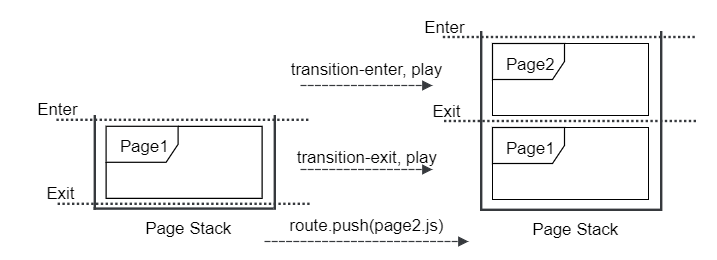 Enter
Page2
transition-enter, play
Enter
Exit
Page1
Page1
transition-exit, play
Exit
Page Stack
route.push(page2.js)
Page Stack